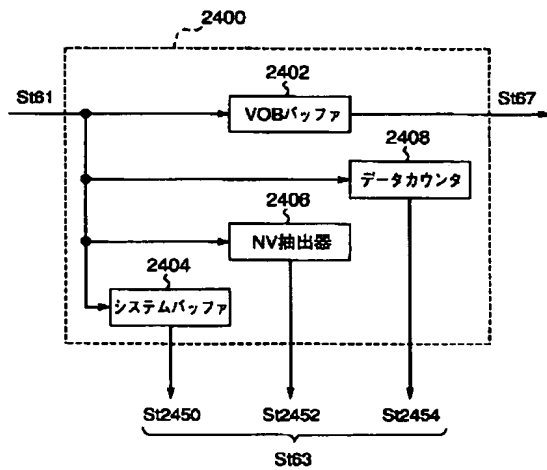 2400
2402
St61
VOBバッファ
St67
2408
データカウンタ
2406
NV抽出器
2404
システムバッファ
St2450
St2452
St2454
St63